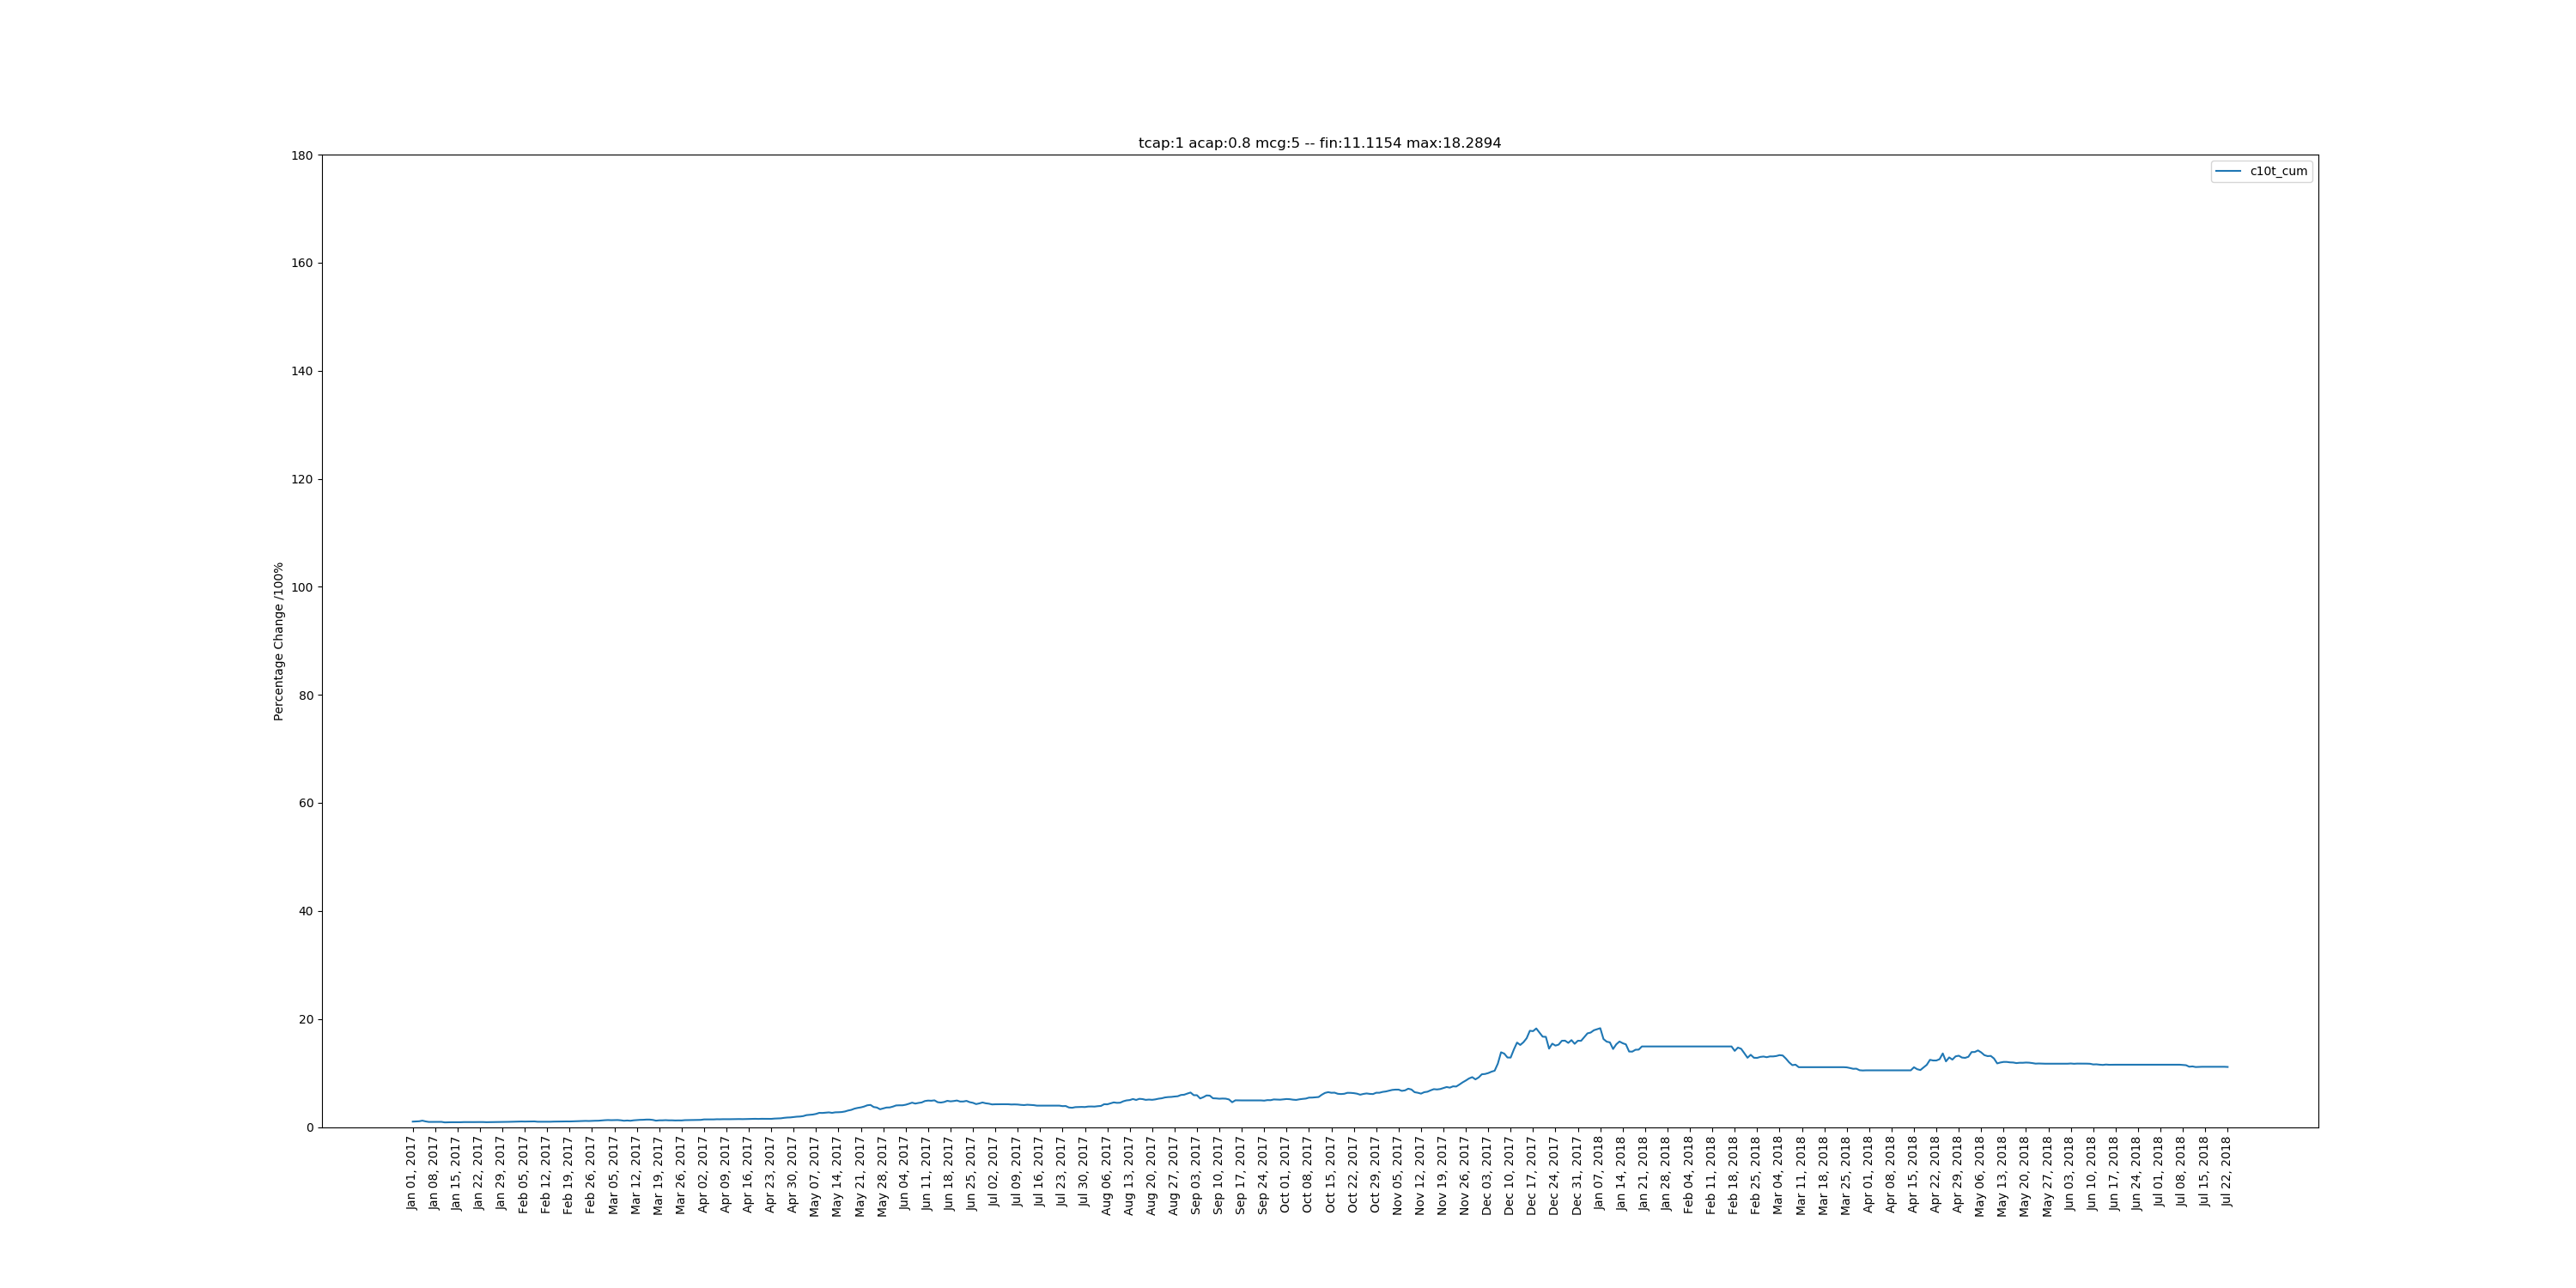 tcap:1 acap:0.8 mcg:5 -- fin:11.1154 max:18.2894
c10t_cum
Percentage Change /100%
180
160
140
120
100
80
60
40
20
0
Jan 01, 2017
Jan 08, 2017
Jan 15, 2017
Jan 22, 2017
Jan 29, 2017
Feb 05, 2017
Feb 12, 2017
Feb 19, 2017
Feb 26, 2017
Mar 05, 2017
Mar 12, 2017
Mar 19, 2017
Mar 26, 2017
Apr 02, 2017
Apr 09, 2017
Apr 16, 2017
Apr 23, 2017
Apr 30, 2017
May 07, 2017
May 14, 2017
May 21, 2017
May 28, 2017
Jun 04, 2017
Jun 11, 2017
Jun 18, 2017
Jun 25, 2017
Jul 02, 2017
Jul 09, 2017
Jul 16, 2017
Jul 23, 2017
Jul 30, 2017
Aug 06, 2017
Aug 13, 2017
Aug 20, 2017
Aug 27, 2017
Sep 03, 2017
Sep 10, 2017
Sep 17, 2017
Sep 24, 2017
Oct 01, 2017
Oct 08, 2017
Oct 15, 2017
Oct 22, 2017
Oct 29, 2017
Nov 05, 2017
Nov 12, 2017
Nov 19, 2017
Nov 26, 2017
Dec 03, 2017
Dec 10, 2017
Dec 17, 2017
Dec 24, 2017
Dec 31, 2017
Jan 07, 2018
Jan 14, 2018
Jan 21, 2018
Jan 28, 2018
Feb 04, 2018
Feb 11, 2018
Feb 18, 2018
Feb 25, 2018
Mar 04, 2018
Mar 11, 2018
Mar 18, 2018
Mar 25, 2018
Apr 01, 2018
Apr 08, 2018
Apr 15, 2018
Apr 22, 2018
Apr 29, 2018
May 06, 2018
May 13, 2018
May 20, 2018
May 27, 2018
Jun 03, 2018
Jun 10, 2018
Jun 17, 2018
Jun 24, 2018
Jul 01, 2018
Jul 08, 2018
Jul 15, 2018
Jul 22, 2018